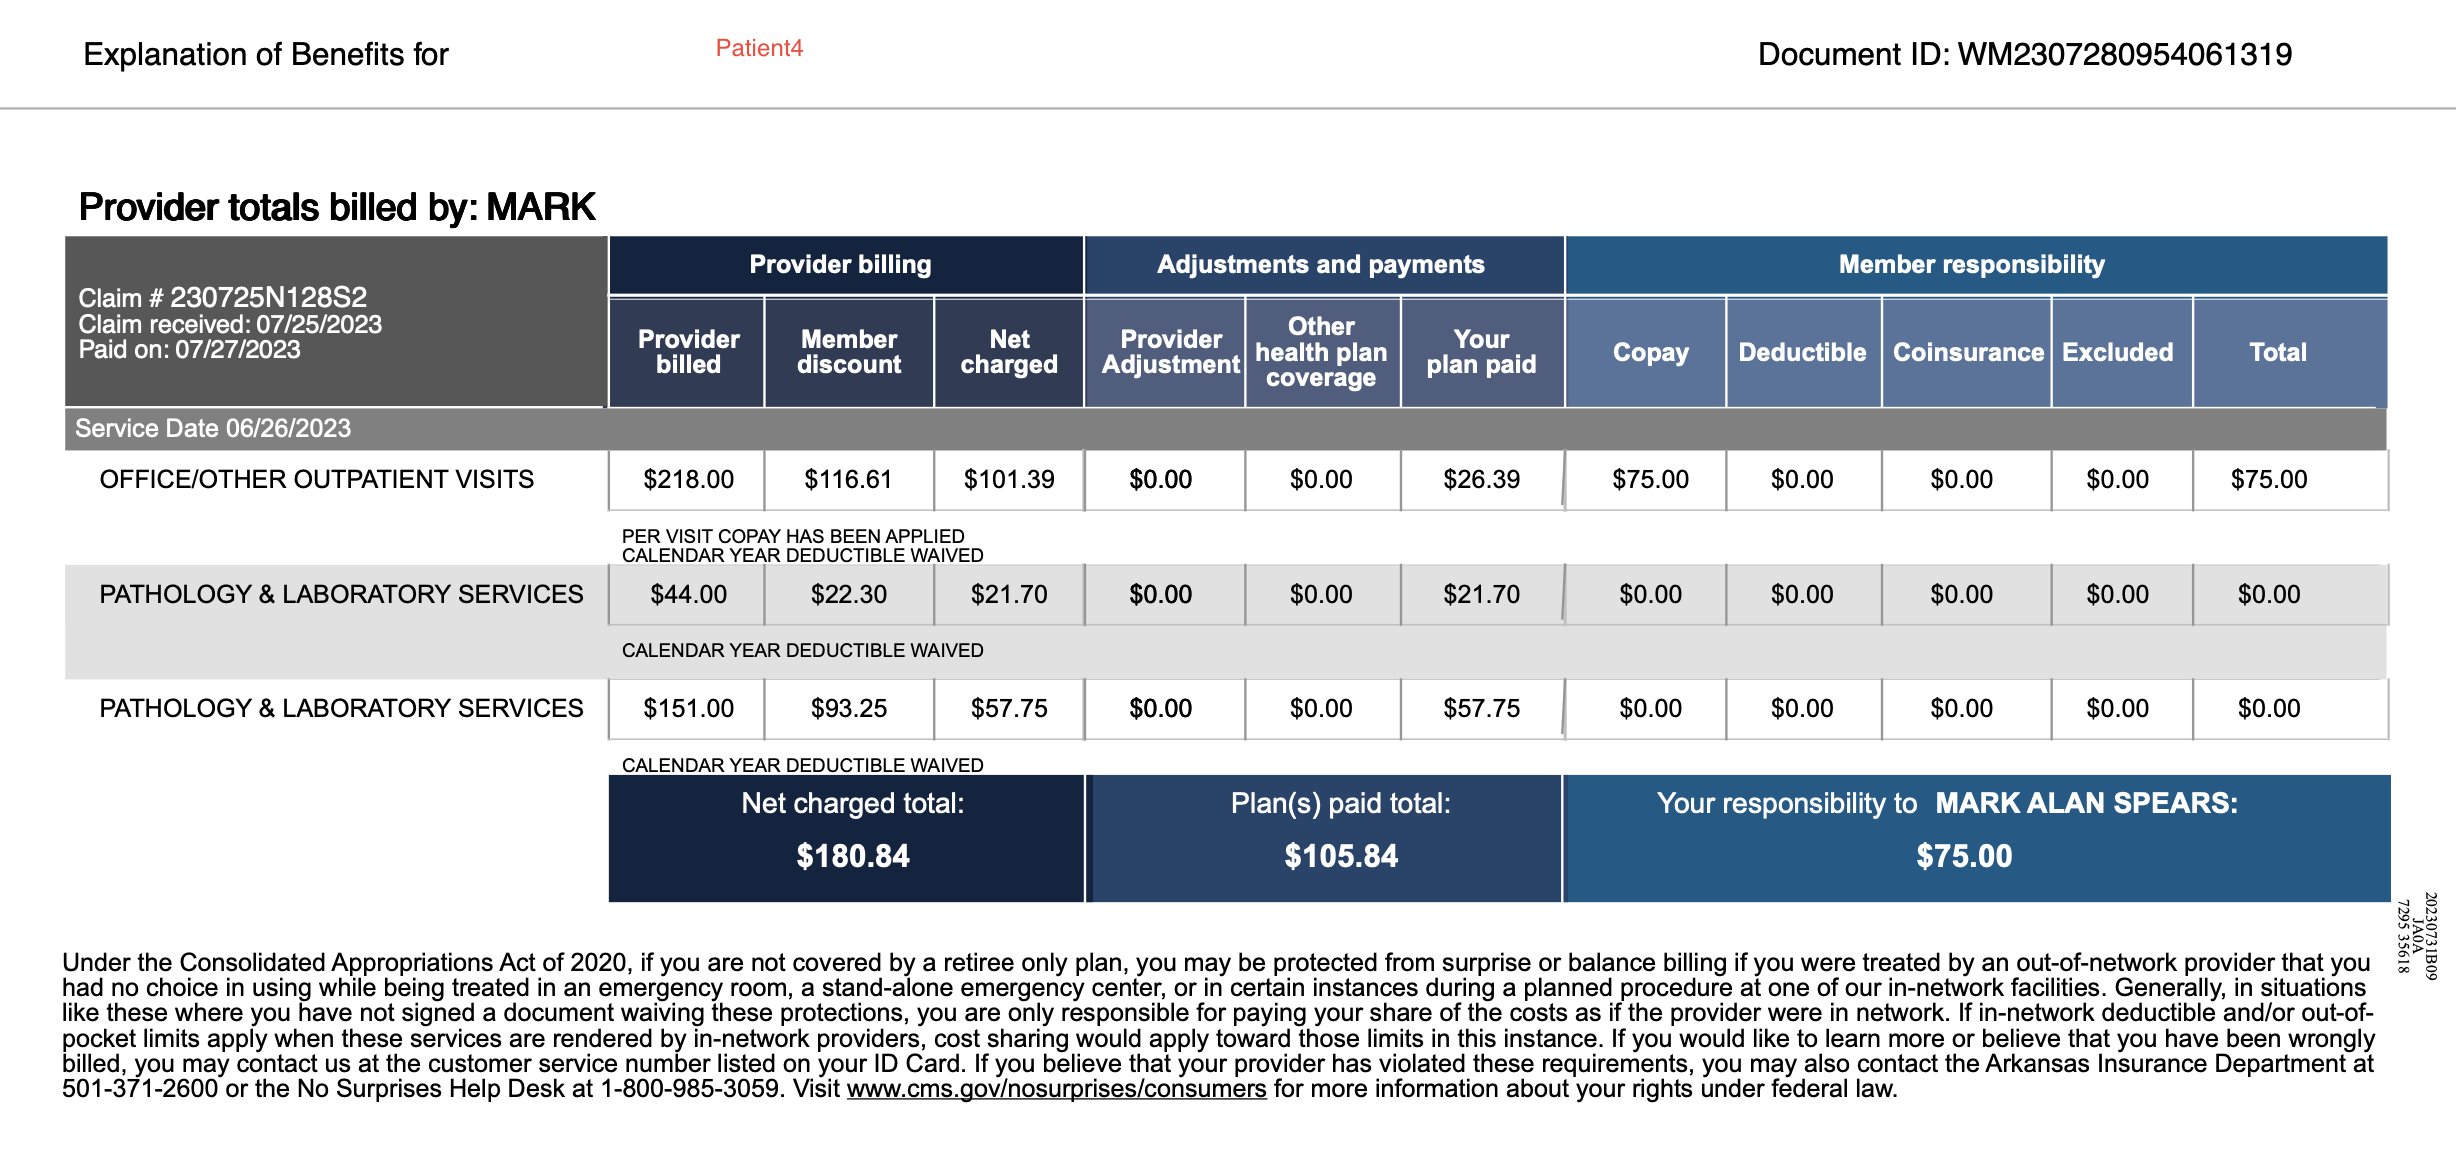 Explanation of Benefits for Patient4 Document ID: WM2307280954061319
Provider totals billed by: MARK
Claim # 230725N128S2
Claim received: 07/25/2023
Paid on: 07/27/2023
Provider billing Adjustments and payments Member responsibility
Provider billed Member discount Net charged Provider Adjustment Other health plan coverage Your plan paid Copay Deductible Coinsurance Excluded Total
Service Date 06/26/2023
OFFICE/OTHER OUTPATIENT VISITS $218.00 $116.61 $101.39 $0.00 $0.00 $26.39 $75.00 $0.00 $0.00 $0.00 $75.00
PER VISIT COPAY HAS BEEN APPLIED
CALENDAR YEAR DEDUCTIBLE WAIVED
PATHOLOGY & LABORATORY SERVICES $44.00 $22.30 $21.70 $0.00 $0.00 $21.70 $0.00 $0.00 $0.00 $0.00 $0.00
CALENDAR YEAR DEDUCTIBLE WAIVED
PATHOLOGY & LABORATORY SERVICES $151.00 $93.25 $57.75 $0.00 $0.00 $57.75 $0.00 $0.00 $0.00 $0.00 $0.00
CALENDAR YEAR DEDUCTIBLE WAIVED
Net charged total: Plan(s) paid total: Your responsibility to MARK ALAN SPEARS:
$180.84 $105.84 $75.00
20230731B09
JA0A
7295 35618
Under the Consolidated Appropriations Act of 2020, if you are not covered by a retiree only plan, you may be protected from surprise or balance billing if you were treated by an out-of-network provider that you
had no choice in using while being treated in an emergency room, a stand-alone emergency center, or in certain instances during a planned procedure at one of our in-network facilities. Generally, in situations
like these where you have not signed a document waiving these protections, you are only responsible for paying your share of the costs as if the provider were in network. If in-network deductible and/or out-of-
pocket limits apply when these services are rendered by in-network providers, cost sharing would apply toward those limits in this instance. If you would like to learn more or believe that you have been wrongly
billed, you may contact us at the customer service number listed on your ID Card. If you believe that your provider has violated these requirements, you may also contact the Arkansas Insurance Department at
501-371-2600 or the No Surprises Help Desk at 1-800-985-3059. Visit www.cms.gov/nosurprises/consumers for more information about your rights under federal law.